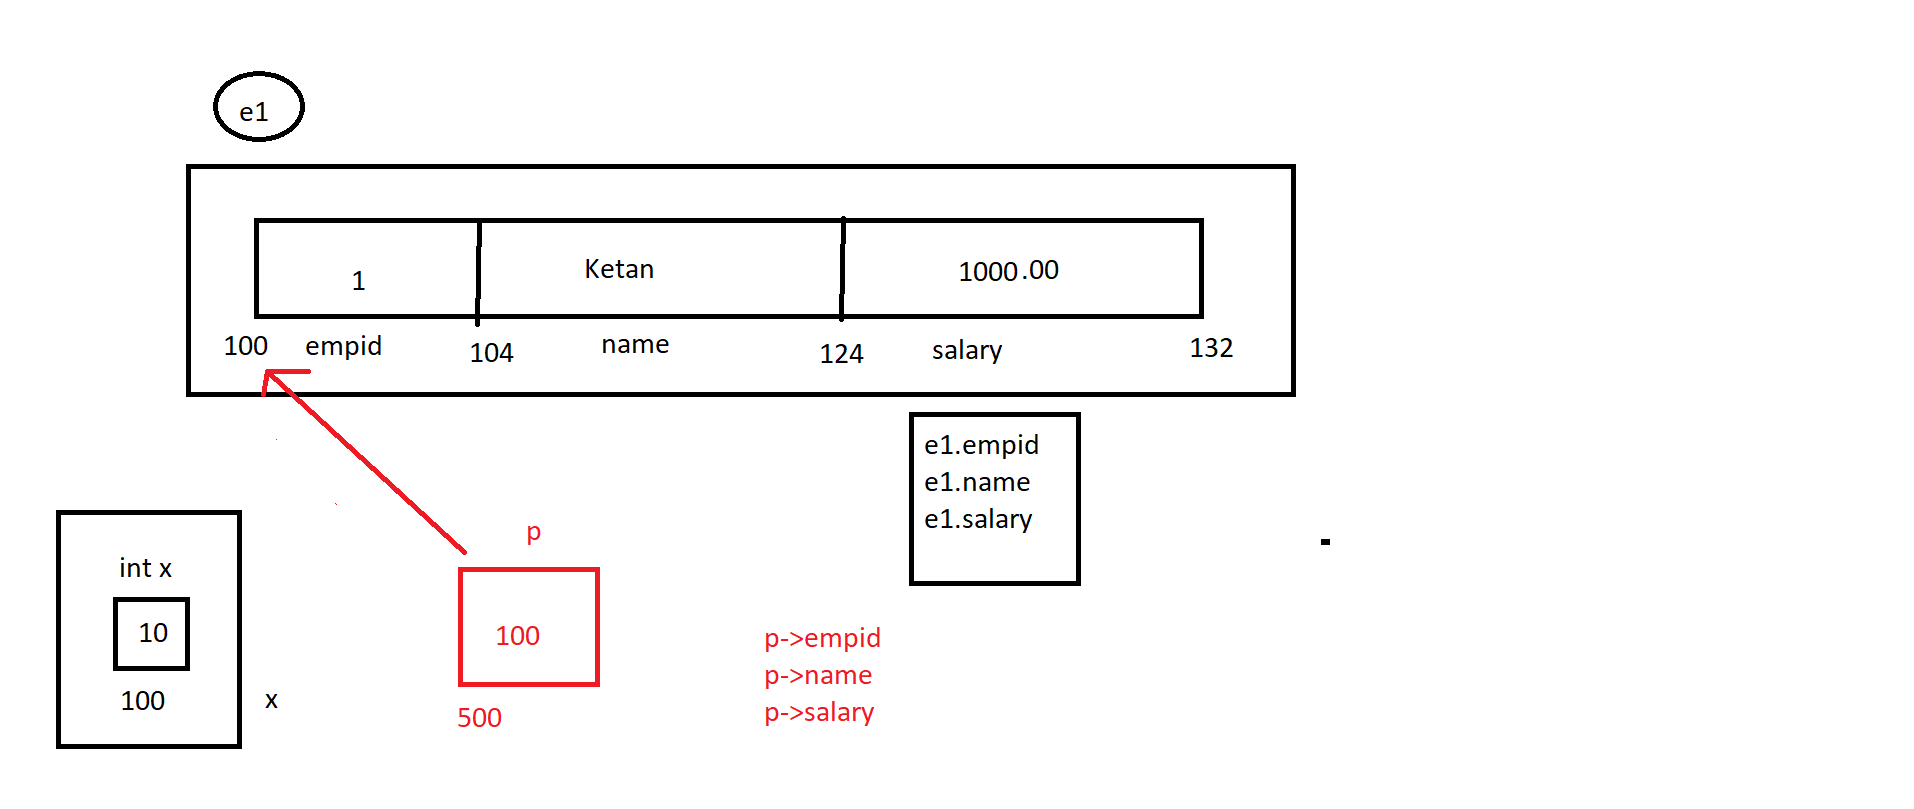 e1
1 Ketan 1000.00
100 empid 104 name 124 salary 132
e1.empid
e1.name
e1.salary
int x
10
100
x
p
100
500
p->empid
p->name
p->salary